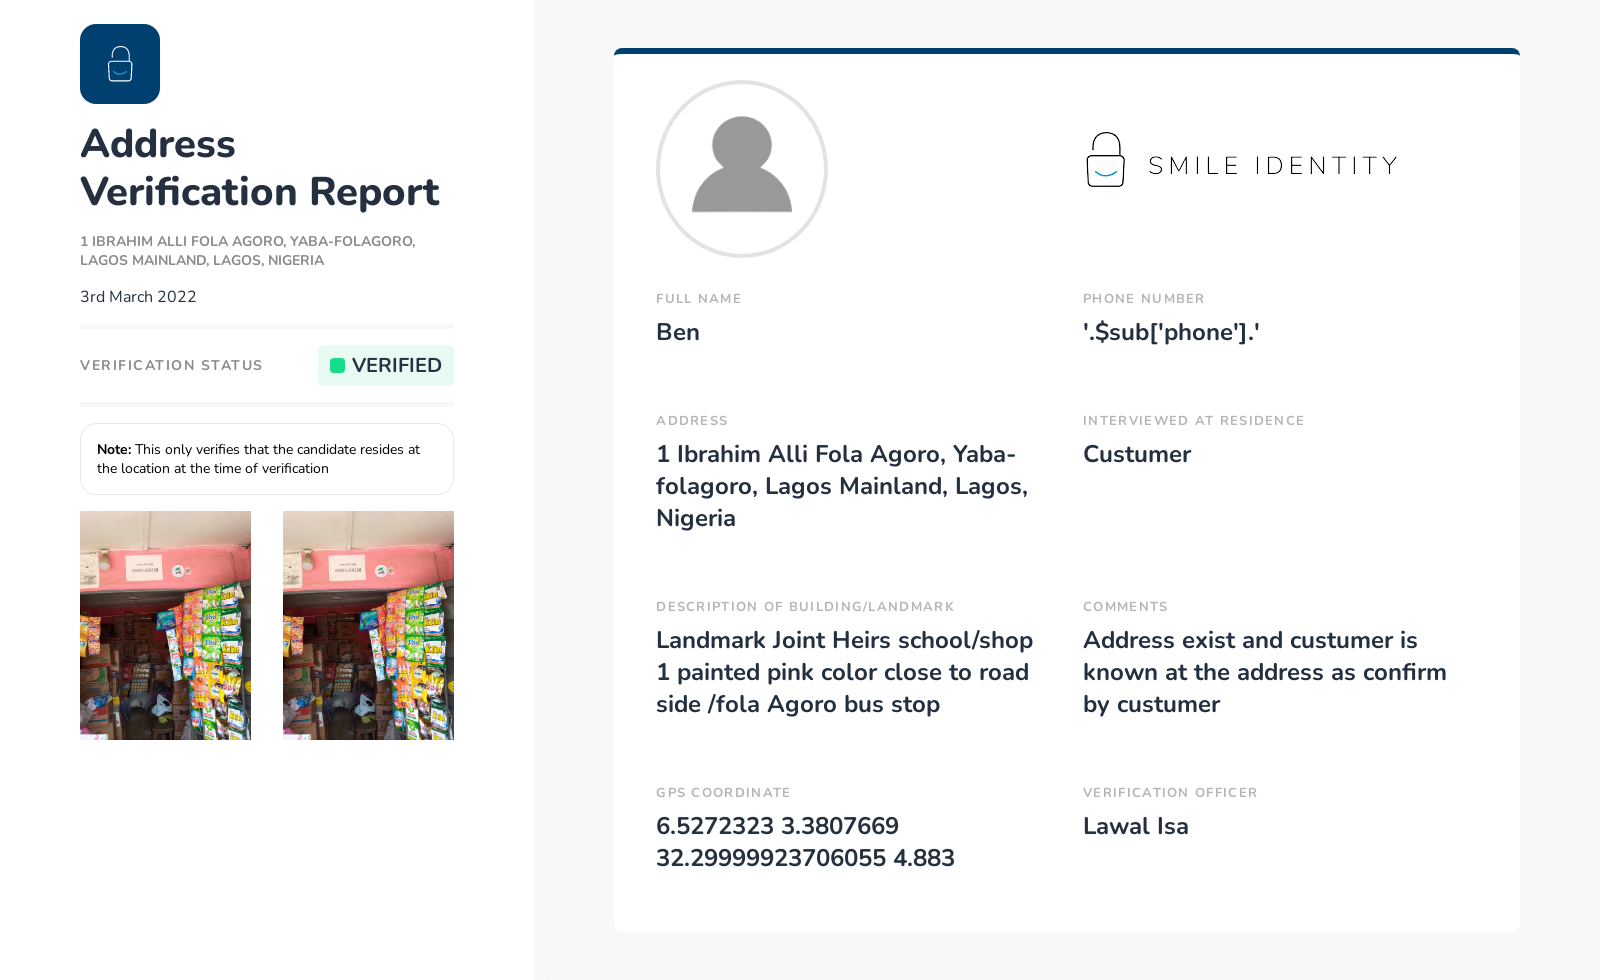 Address
Verification Report
1 IBRAHIM ALLI FOLA AGORO, YABA-FOLAGORO,
LAGOS MAINLAND, LAGOS, NIGERIA
3rd March 2022
VERIFICATION STATUS
VERIFIED
Note: This only verifies that the candidate resides at
the location at the time of verification
SMILE IDENTITY
FULL NAME
Ben
PHONE NUMBER
'.$sub['phone'].'
ADDRESS
1 Ibrahim Alli Fola Agoro, Yaba-
folagoro, Lagos Mainland, Lagos,
Nigeria
INTERVIEWED AT RESIDENCE
Custumer
DESCRIPTION OF BUILDING/LANDMARK
Landmark Joint Heirs school/shop
1 painted pink color close to road
side /fola Agoro bus stop
COMMENTS
Address exist and custumer is
known at the address as confirm
by custumer
GPS COORDINATE
6.5272323 3.3807669
32.29999923706055 4.883
VERIFICATION OFFICER
Lawal Isa